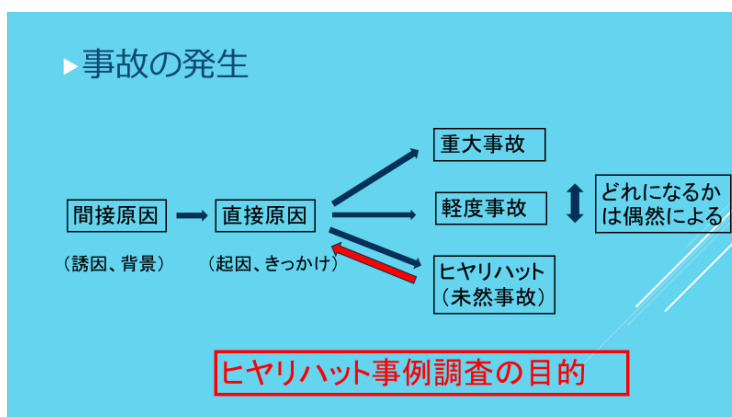 事故の発生
重大事故
間接原因
直接原因
軽度事故
どれになるか
は偶然による
(誘因、背景)
(起因、きっかけ)
ヒヤリハット
(未然事故)
ヒヤリハット事例調査の目的